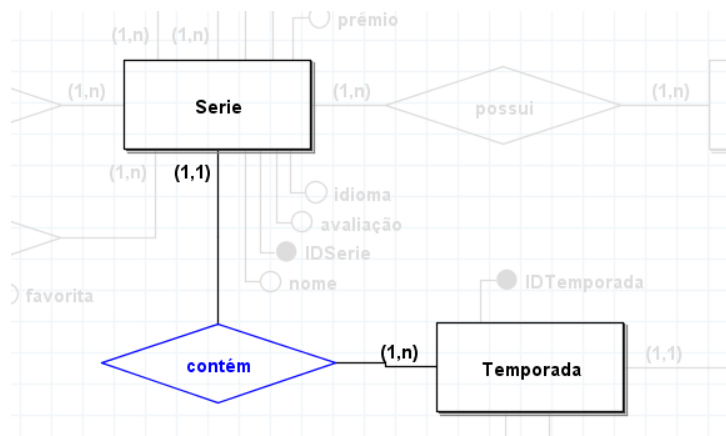 prêmio
(1,n) (1,n)
(1,n) Serie (1,n) possui (1,n)
(1,n) (1,1)
idioma
avaliação
IDSerie
nome
favorita
IDTemporada
contém (1,n) Temporada (1,1)